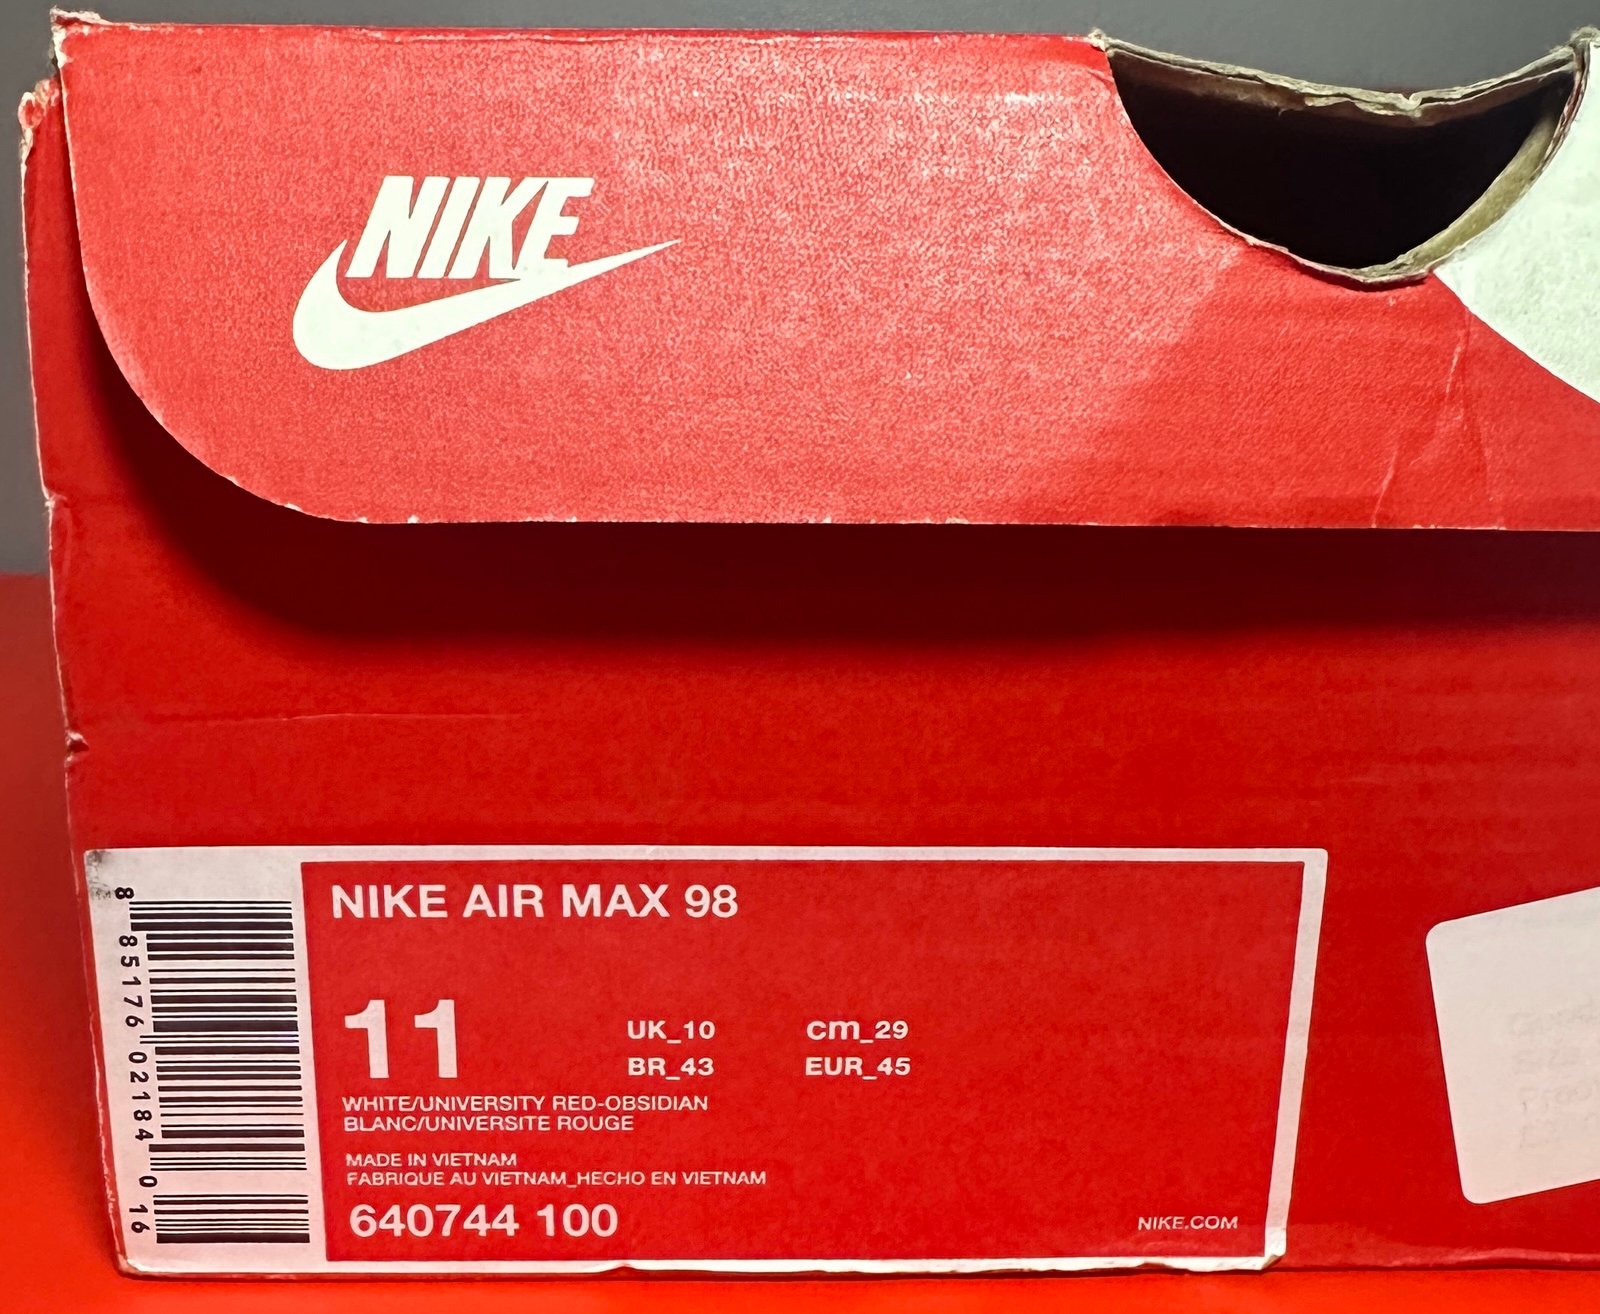 NIKE
NIKE AIR MAX 98
11
UK_10
cm_29
BR_43
EUR_45
WHITE/UNIVERSITY RED-OBSIDIAN
BLANC/UNIVERSITE ROUGE
MADE IN VIETNAM
FABRIQUE AU VIETNAM_HECHO EN VIETNAM
640744 100
NIKE.COM
8 85176 02184 0 16